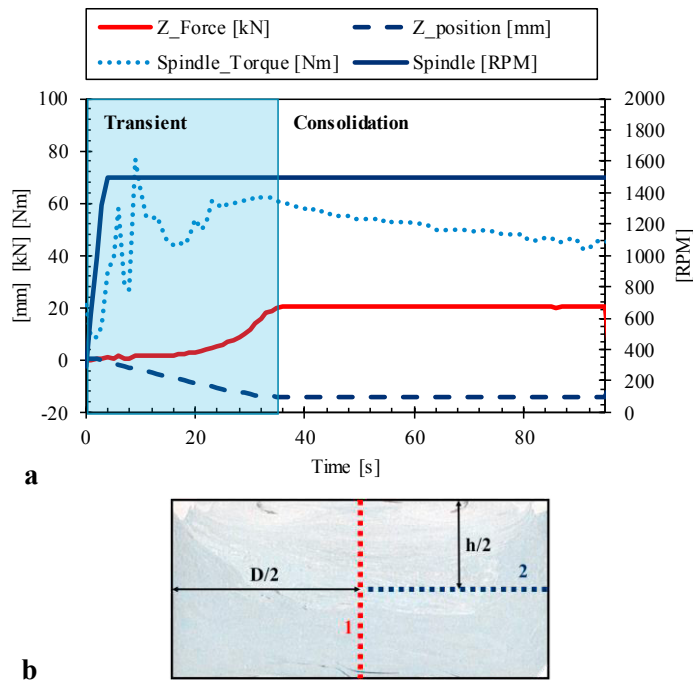 Z_Force [kN] Z_position [mm]
Spindle_Torque [Nm] Spindle [RPM]
100 2000
80 1800
60 1600
40 1400
20 1200
0 1000
-20 800
600
400
200
0
Transient Consolidation
[mm] [kN] [Nm]
[RPM]
0 20 40 60 80
Time [s]
a
h/2
D/2
2
1
b